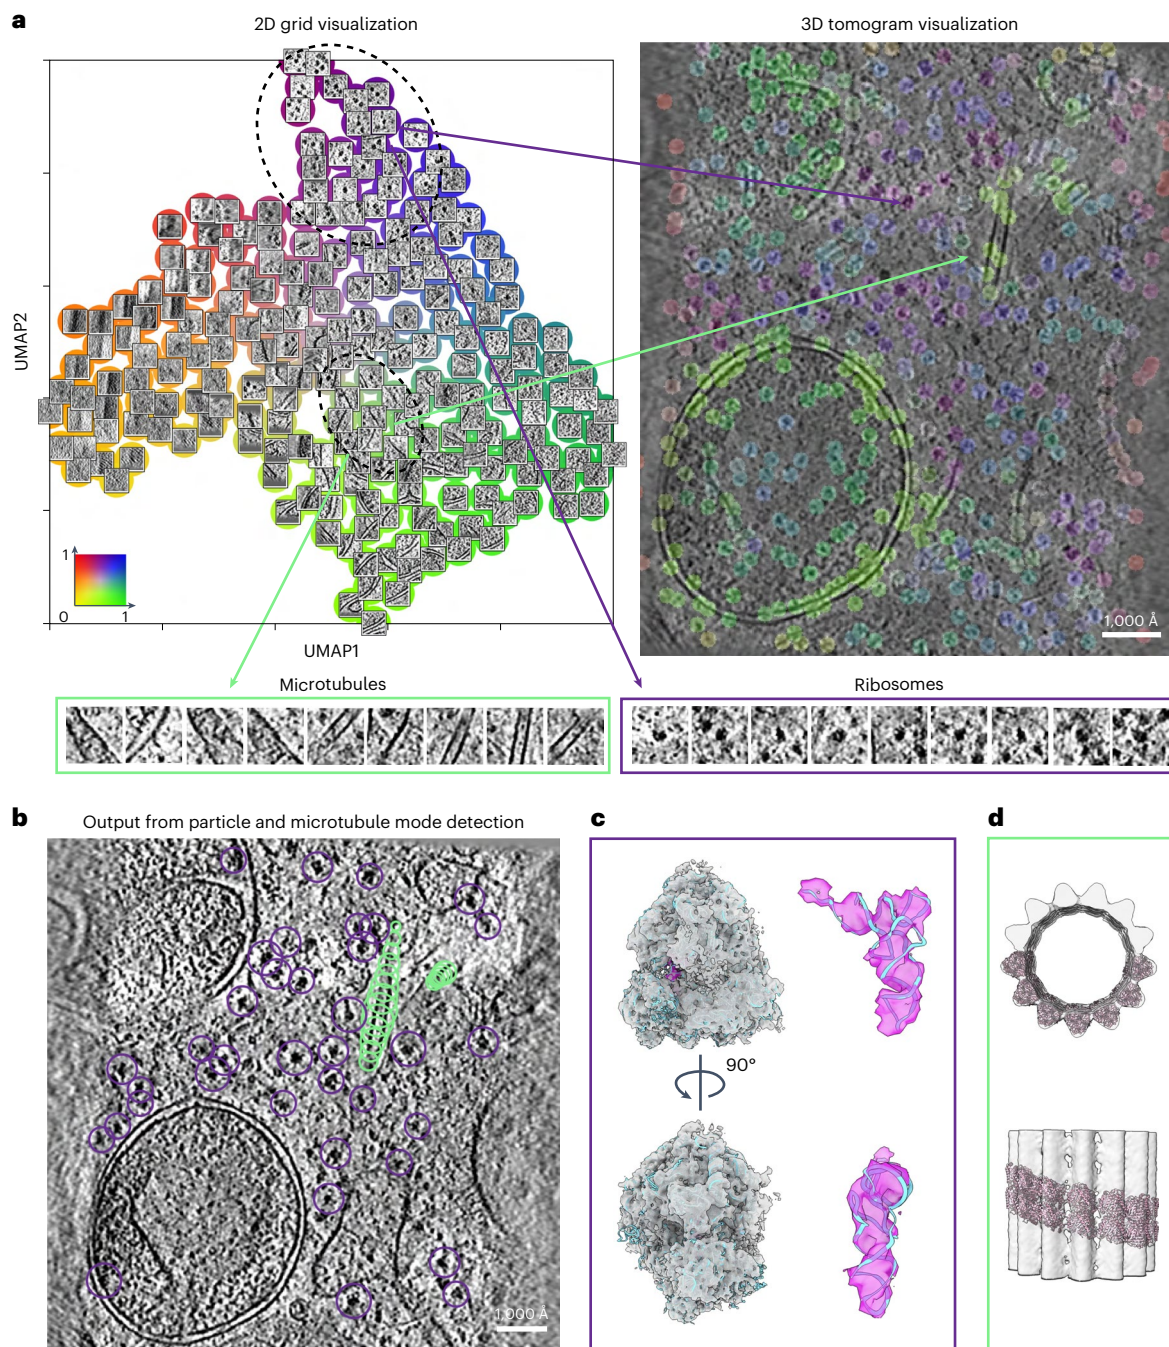 a
2D grid visualization
3D tomogram visualization
UMAP2
1
0
1
UMAP1
1,000 Å
Microtubules
Ribosomes
b
Output from particle and microtubule mode detection
c
d
90°
1,000 Å